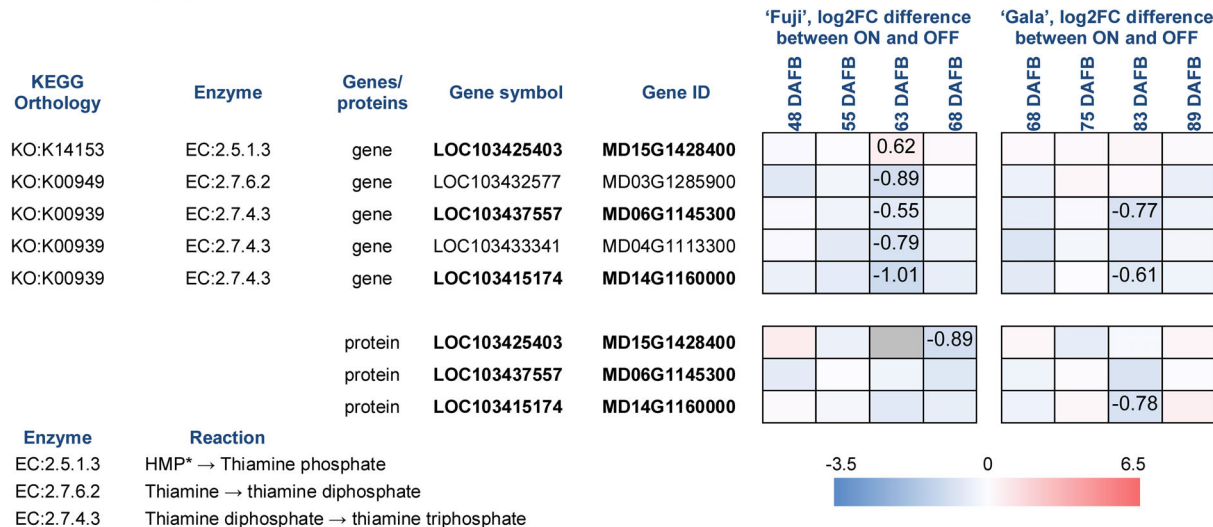 'Fuji', log2FC difference between ON and OFF
'Gala', log2FC difference between ON and OFF
KEGG Orthology Enzyme Genes/ proteins Gene symbol Gene ID 48 DAFB 55 DAFB 63 DAFB 68 DAFB 68 DAFB 75 DAFB 83 DAFB 89 DAFB
KO:K14153 EC:2.5.1.3 gene LOC103425403 MD15G1428400 0.62
KO:K00949 EC:2.7.6.2 gene LOC103432577 MD03G1285900 -0.89
KO:K00939 EC:2.7.4.3 gene LOC103437557 MD06G1145300 -0.55 -0.77
KO:K00939 EC:2.7.4.3 gene LOC103433341 MD04G1113300 -0.79
KO:K00939 EC:2.7.4.3 gene LOC103415174 MD14G1160000 -1.01 -0.61
protein LOC103425403 MD15G1428400 -0.89
protein LOC103437557 MD06G1145300
protein LOC103415174 MD14G1160000 -0.78
Enzyme Reaction
EC:2.5.1.3 HMP* → Thiamine phosphate
EC:2.7.6.2 Thiamine → thiamine diphosphate
EC:2.7.4.3 Thiamine diphosphate → thiamine triphosphate
-3.5 0 6.5